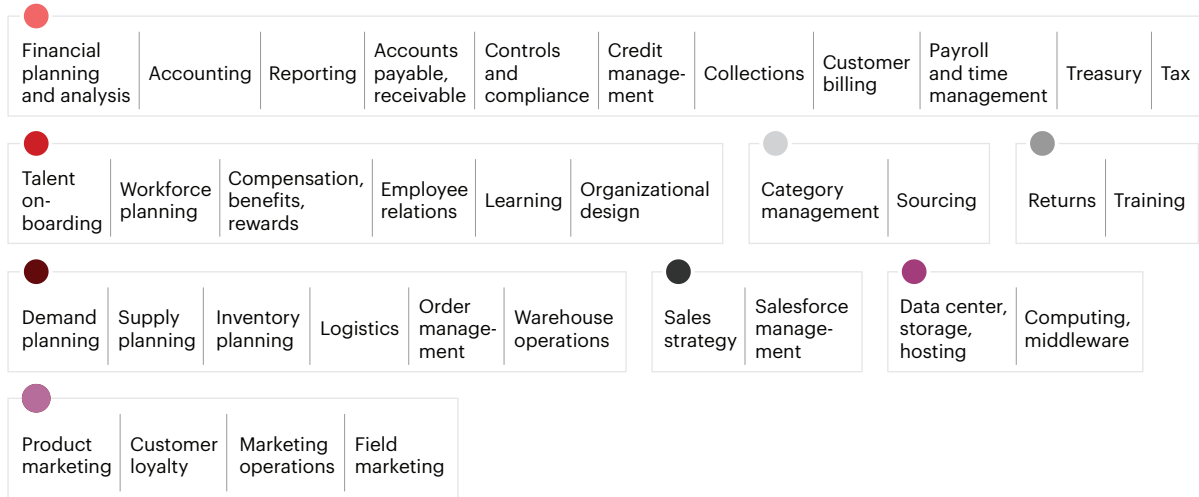 Financial
planning
and analysis
Accounting
Reporting
Accounts
payable,
receivable
Controls
and
compliance
Credit
manage-
ment
Collections
Customer
billing
Payroll
and time
management
Treasury
Tax
Talent
on-
boarding
Workforce
planning
Compensation,
benefits,
rewards
Employee
relations
Learning
Organizational
design
Category
management
Sourcing
Returns
Training
Demand
planning
Supply
planning
Inventory
planning
Logistics
Order
manage-
ment
Warehouse
operations
Sales
strategy
Salesforce
manage-
ment
Data center,
storage,
hosting
Computing,
middleware
Product
marketing
Customer
loyalty
Marketing
operations
Field
marketing